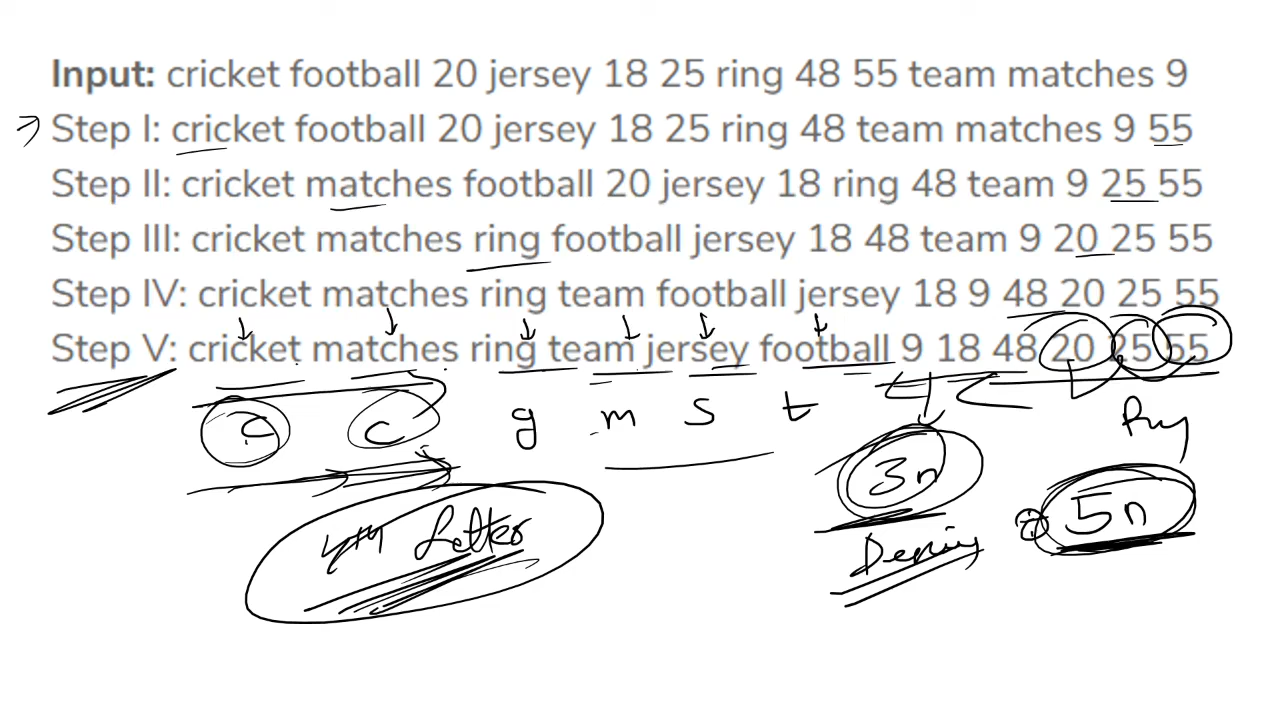 Input: cricket football 20 jersey 18 25 ring 48 55 team matches 9
Step I: cricket football 20 jersey 18 25 ring 48 team matches 9 55
Step II: cricket matches football 20 jersey 18 ring 48 team 9 25 55
Step III: cricket matches ring football jersey 18 48 team 9 20 25 55
Step IV: cricket matches ring team football jersey 18 9 48 20 25 55
Step V: cricket matches ring team jersey football 9 18 48 20 25 55
c c g m s t
3n 5n
Letter